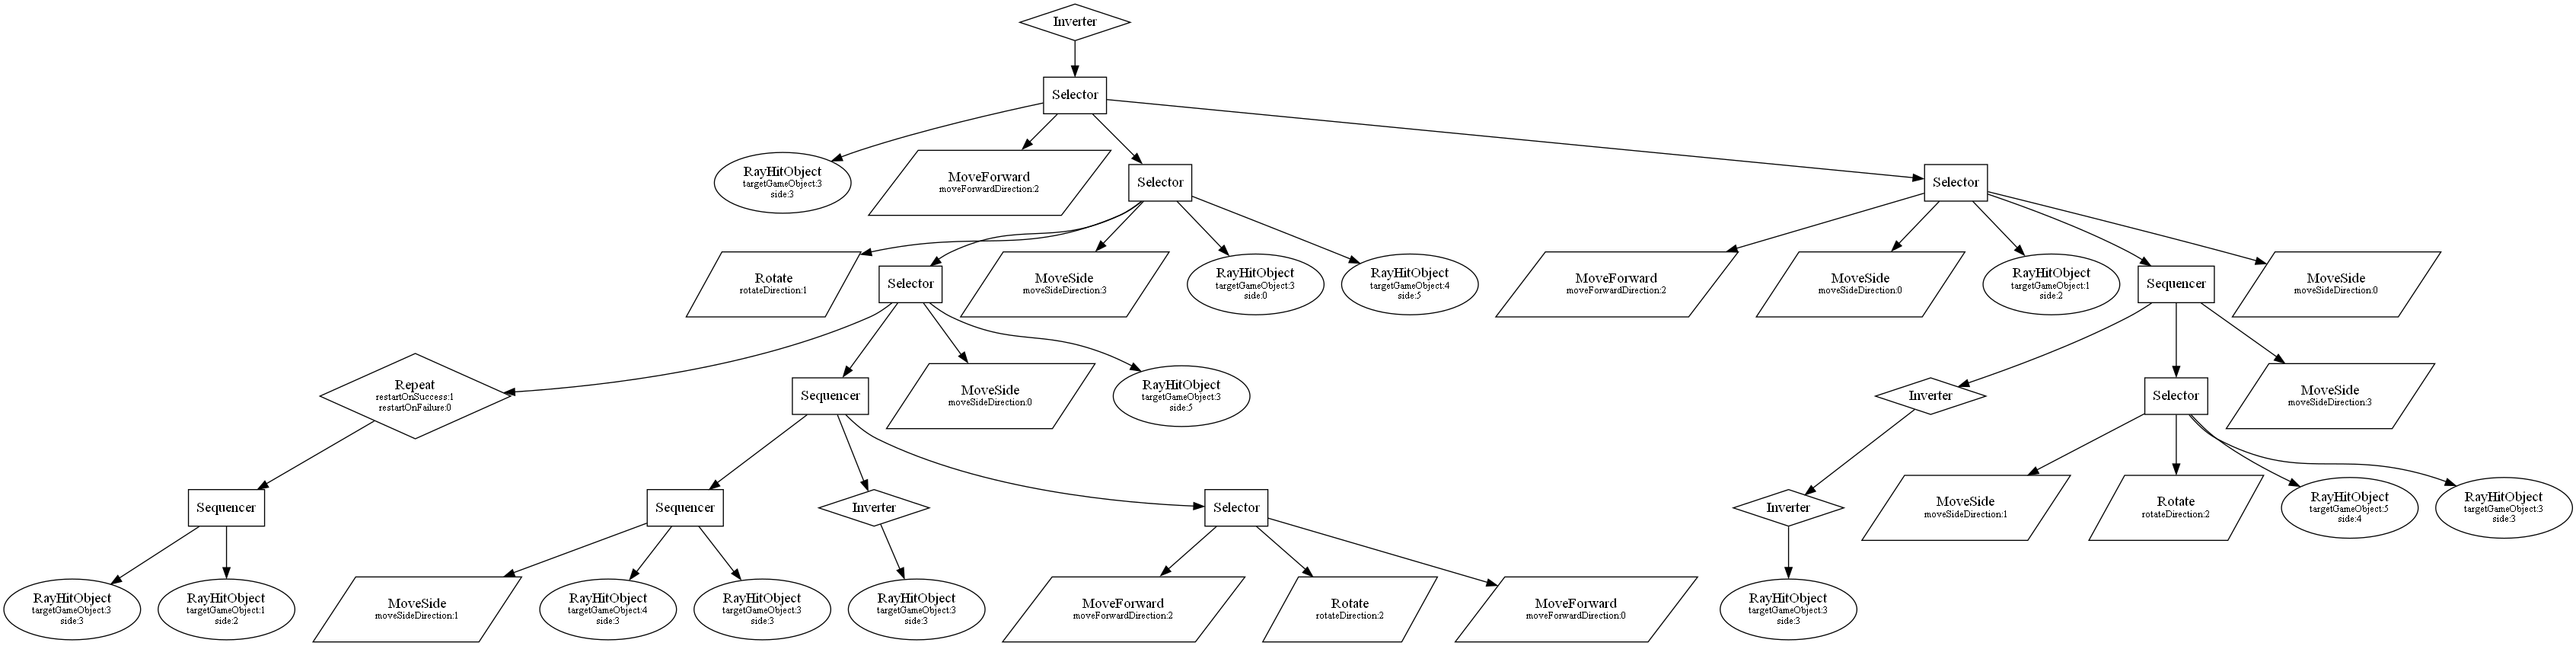 Inverter
Selector
RayHitObject
targetGameObject:3
side:3
MoveForward
moveForwardDirection:2
Selector
Selector
Rotate
rotateDirection:1
Selector
MoveSide
moveSideDirection:3
RayHitObject
targetGameObject:3
side:0
RayHitObject
targetGameObject:4
side:5
MoveForward
moveForwardDirection:2
MoveSide
moveSideDirection:0
RayHitObject
targetGameObject:1
side:2
Sequencer
MoveSide
moveSideDirection:0
Repeat
restartOnSuccess:1
restartOnFailure:0
Sequencer
MoveSide
moveSideDirection:0
RayHitObject
targetGameObject:3
side:5
Inverter
Selector
MoveSide
moveSideDirection:3
Sequencer
Sequencer
Inverter
Selector
Inverter
MoveSide
moveSideDirection:1
Rotate
rotateDirection:2
RayHitObject
targetGameObject:5
side:4
RayHitObject
targetGameObject:3
side:3
RayHitObject
targetGameObject:3
side:3
RayHitObject
targetGameObject:1
side:2
MoveSide
moveSideDirection:1
RayHitObject
targetGameObject:4
side:3
RayHitObject
targetGameObject:3
side:3
RayHitObject
targetGameObject:3
side:3
MoveForward
moveForwardDirection:2
Rotate
rotateDirection:2
MoveForward
moveForwardDirection:0
RayHitObject
targetGameObject:3
side:3